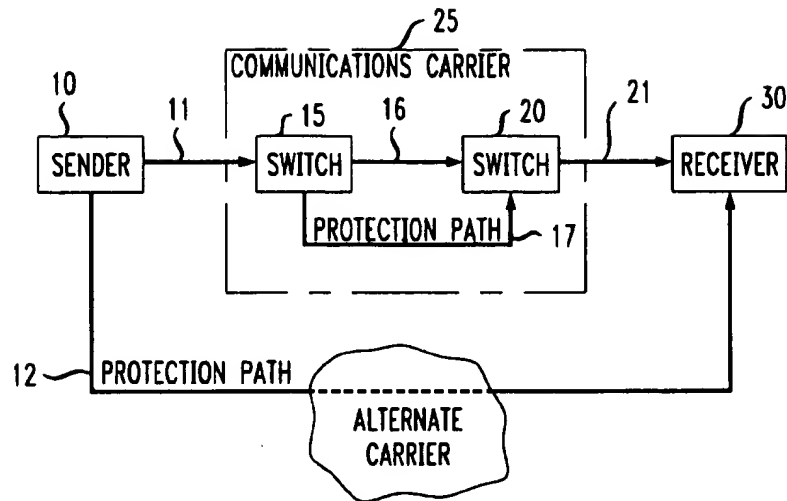 25
COMMUNICATIONS CARRIER
10
11
15
16
20
21
30
SENDER
SWITCH
SWITCH
RECEIVER
PROTECTION PATH
17
12
PROTECTION PATH
ALTERNATE
CARRIER